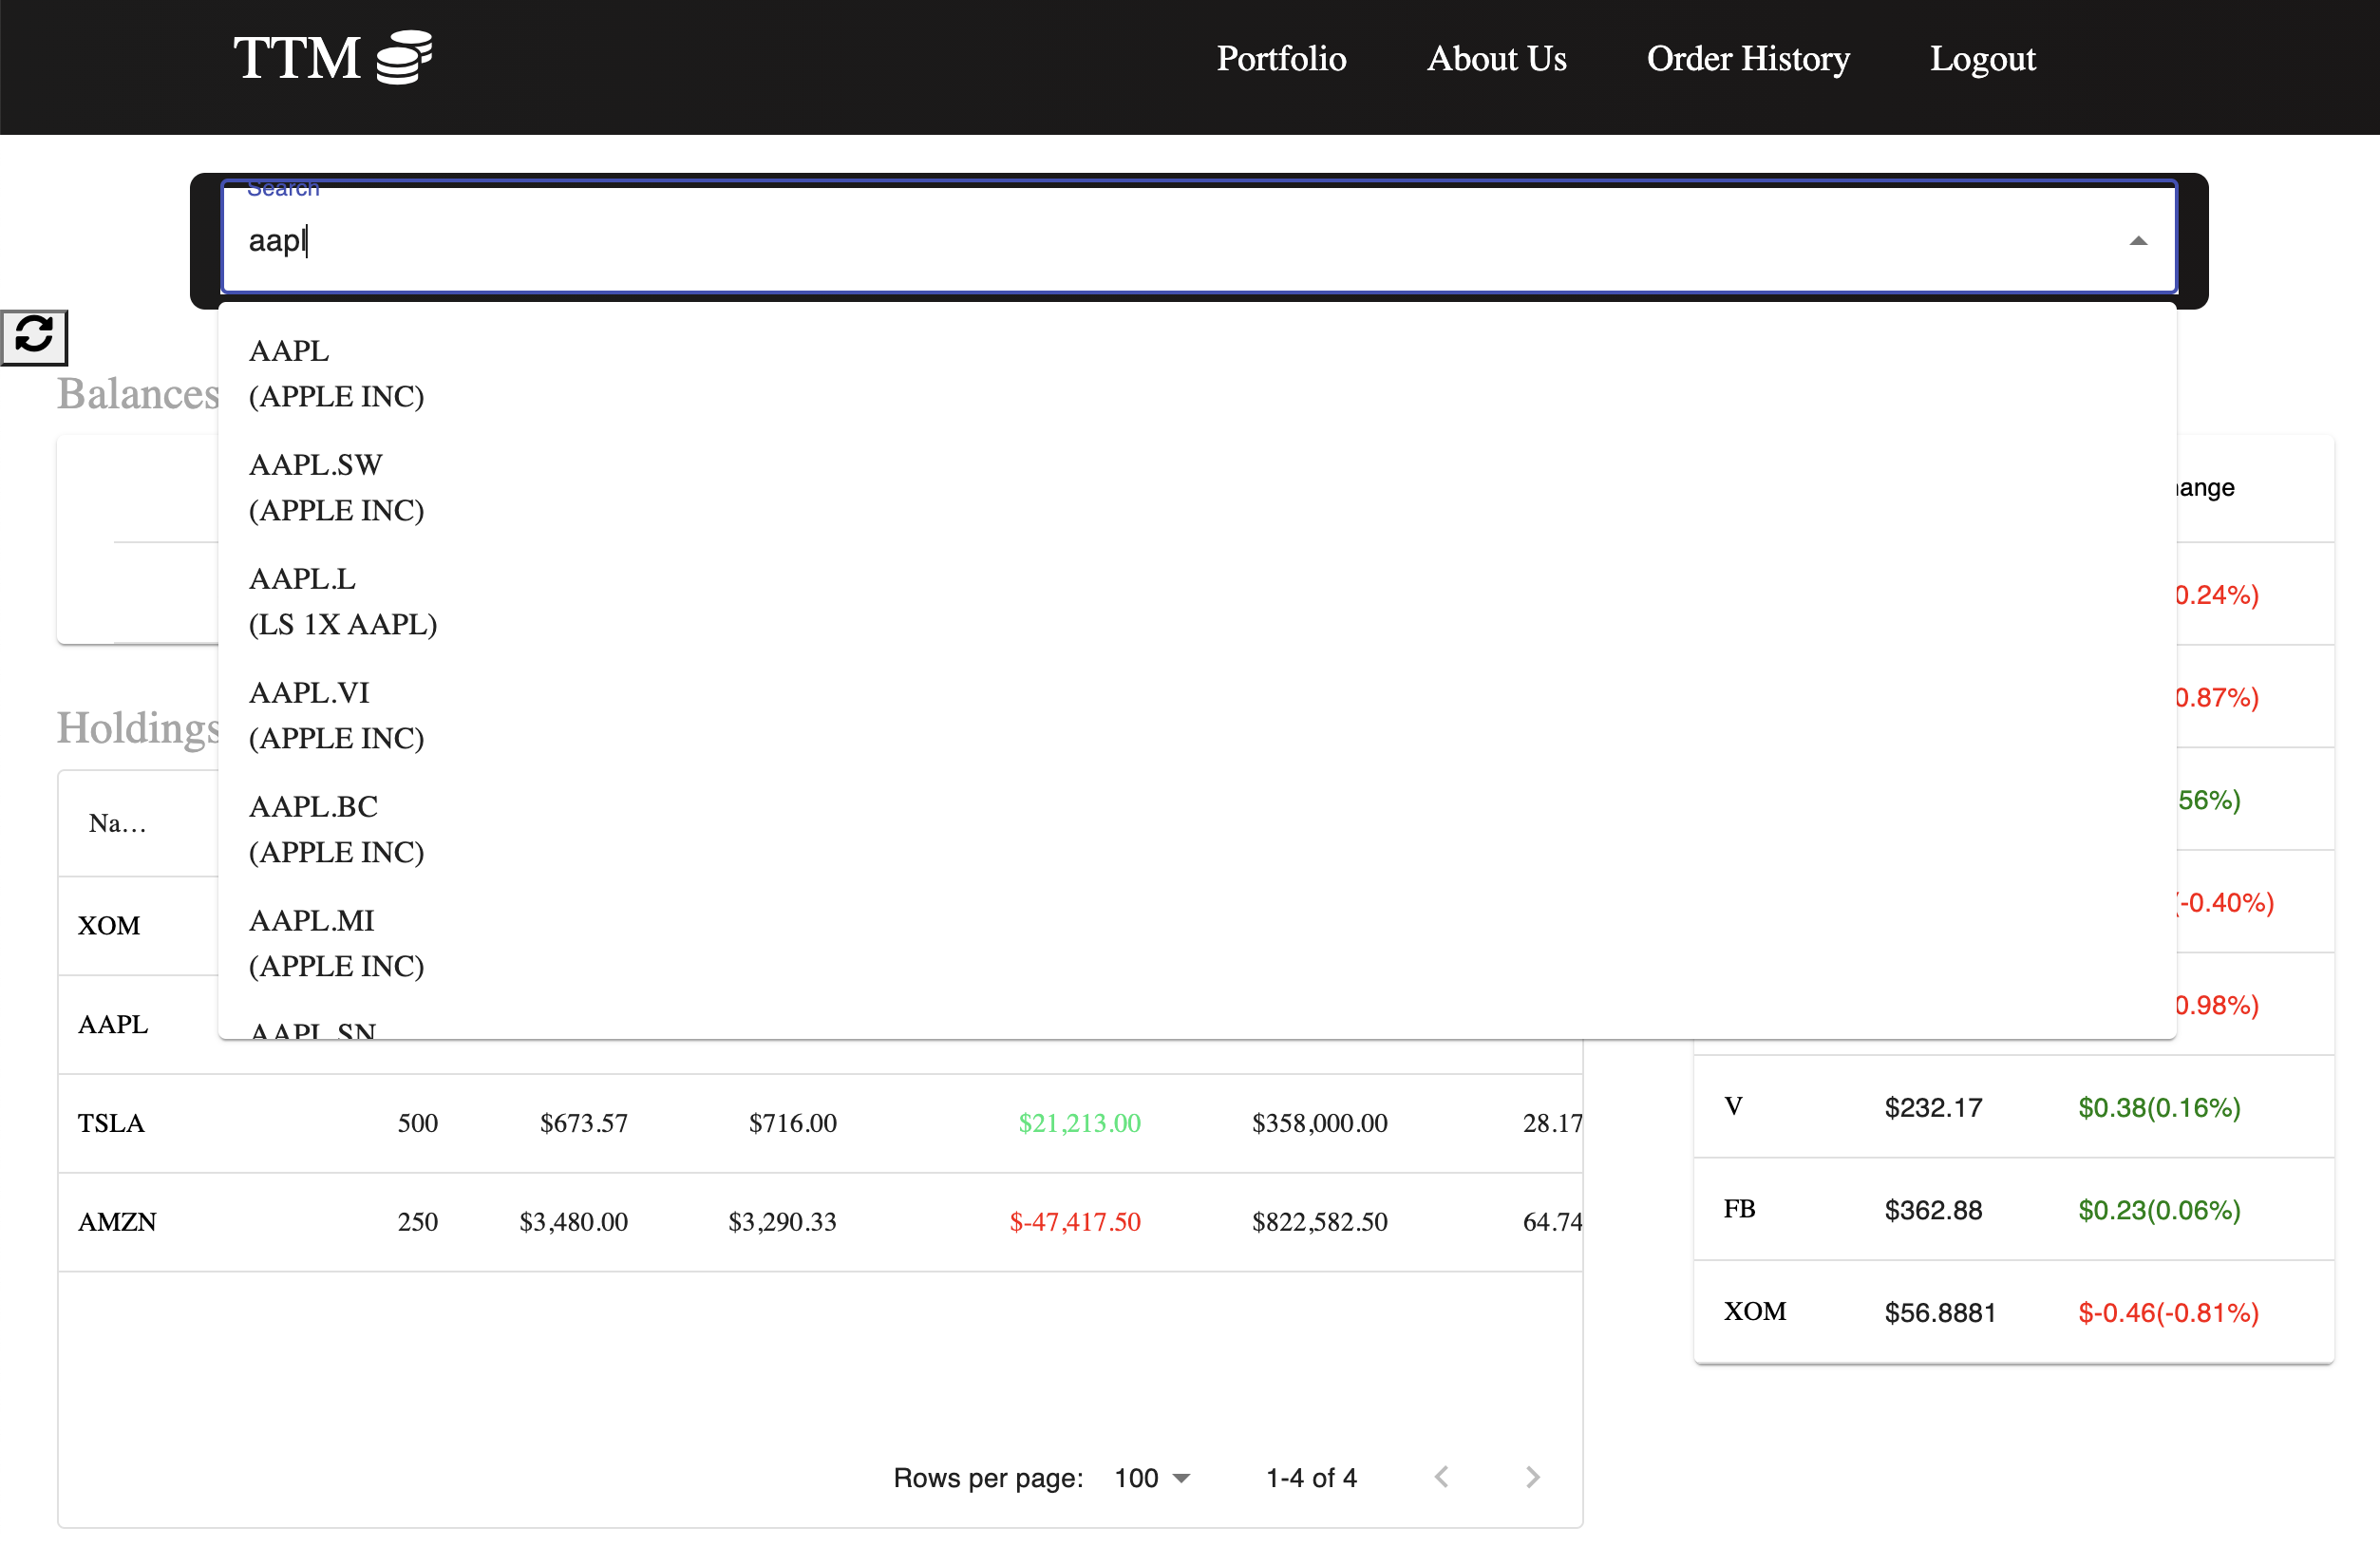 TTM
Portfolio About Us Order History Logout
Search
aapl
AAPL
(APPLE INC)
AAPL.SW
(APPLE INC)
AAPL.L
(LS 1X AAPL)
AAPL.VI
(APPLE INC)
AAPL.BC
(APPLE INC)
AAPL.MI
(APPLE INC)
AAPL.SN
Balances
Holdings
Na...
XOM
AAPL
TSLA 500 $673.57 $716.00 $21,213.00 $358,000.00 28.17
AMZN 250 $3,480.00 $3,290.33 $-47,417.50 $822,582.50 64.74
Rows per page: 100 1-4 of 4
ange
0.24%)
0.87%)
56%)
(-0.40%)
0.98%)
V $232.17 $0.38(0.16%)
FB $362.88 $0.23(0.06%)
XOM $56.8881 $-0.46(-0.81%)